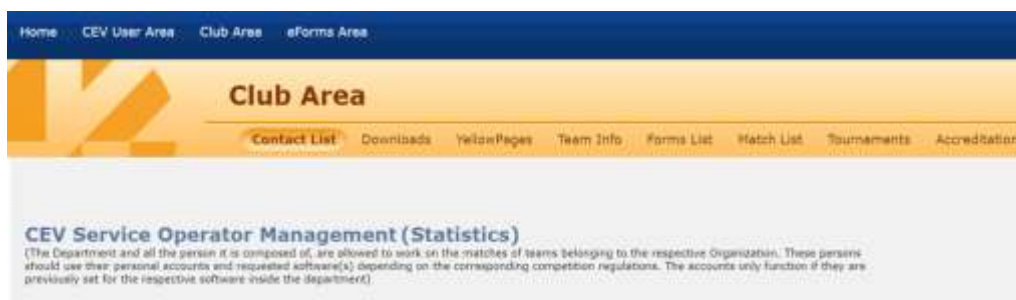 Home CEV User Area Club Area eForms Area
Club Area
Contact List Downloads YellowPages Team Info Forms List Match List Tournaments Accreditation
CEV Service Operator Management (Statistics)
(The Department and all the person it is composed of, are allowed to work on the matches of teams belonging to the respective Organization. These persons
should use their personal accounts and requested software(s) depending on the corresponding competition regulations. The accounts only function if they are
previously set for the respective software inside the department)